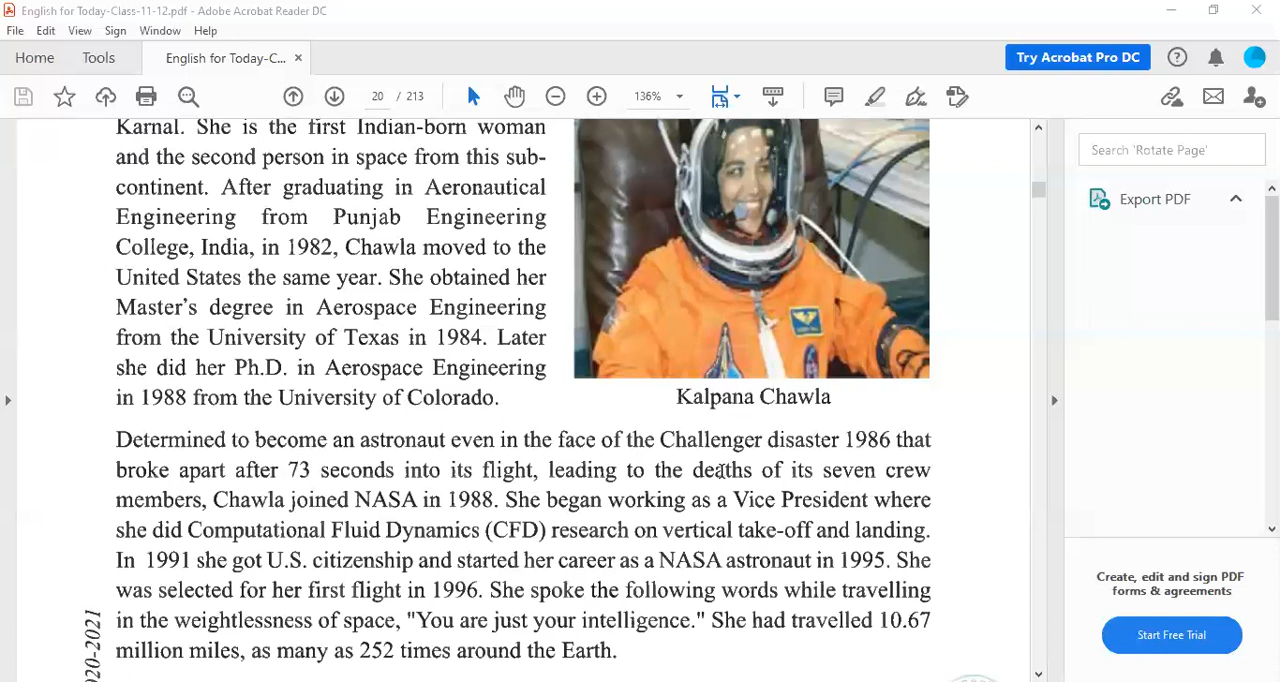 English for Today-Class-11-12.pdf - Adobe Acrobat Reader DC
File Edit View Sign Window Help
Home Tools English for Today-C... × Try Acrobat Pro DC
20 / 213 136%
Search 'Rotate Page'
Export PDF
Karnal. She is the first Indian-born woman
and the second person in space from this sub-
continent. After graduating in Aeronautical
Engineering from Punjab Engineering
College, India, in 1982, Chawla moved to the
United States the same year. She obtained her
Master's degree in Aerospace Engineering
from the University of Texas in 1984. Later
she did her Ph.D. in Aerospace Engineering
in 1988 from the University of Colorado.
Kalpana Chawla
Determined to become an astronaut even in the face of the Challenger disaster 1986 that
broke apart after 73 seconds into its flight, leading to the deaths of its seven crew
members, Chawla joined NASA in 1988. She began working as a Vice President where
she did Computational Fluid Dynamics (CFD) research on vertical take-off and landing.
In 1991 she got U.S. citizenship and started her career as a NASA astronaut in 1995. She
was selected for her first flight in 1996. She spoke the following words while travelling
in the weightlessness of space, "You are just your intelligence." She had travelled 10.67
million miles, as many as 252 times around the Earth.
Create, edit and sign PDF
forms & agreements
Start Free Trial